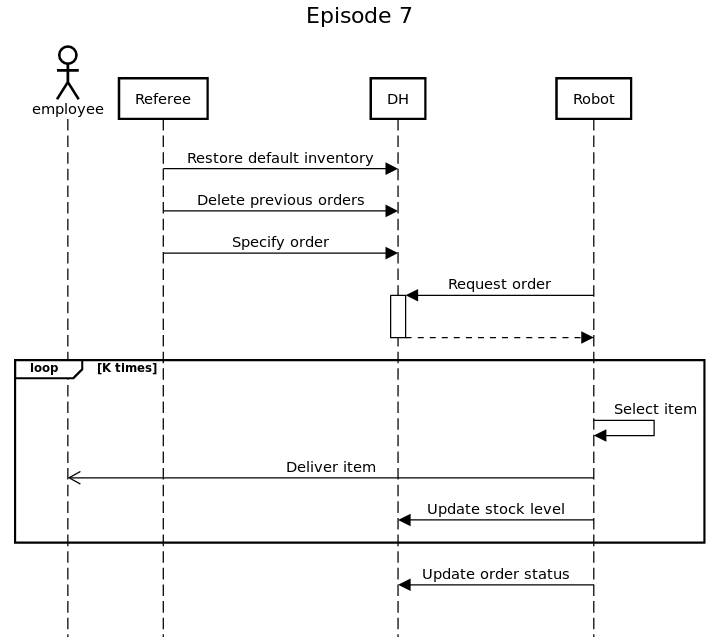 Episode 7
employee
Referee
DH
Robot
Restore default inventory
Delete previous orders
Specify order
Request order
loop [K times]
Select item
Deliver item
Update stock level
Update order status